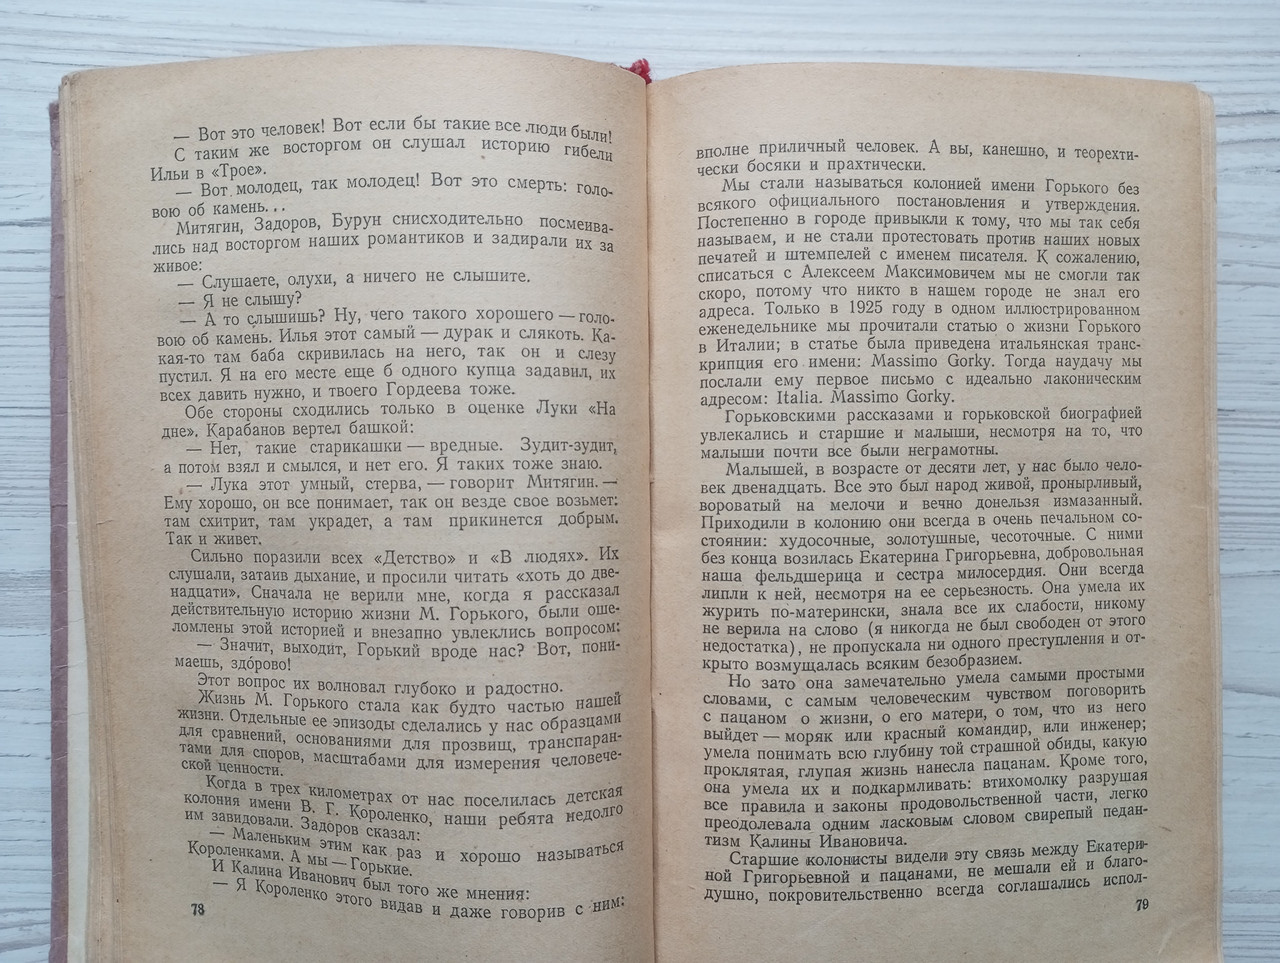 — Вот это человек! Вот если бы такие все люди были!
С таким же восторгом он слушал историю гибели
Ильи в «Трое».
— Вот молодец, так молодец! Вот это смерть: голо-
вою об камень...
Митягин, Задоров, Бурун снисходительно посмеива-
лись над восторгом наших романтиков и задирали их за
живое:
— Слушаете, олухи, а ничего не слышите.
— Я не слышу?
— А то слышишь? Ну, чего такого хорошего — голо-
вою об камень. Илья этот самый — дурак и слякоть. Ка-
кая-то там баба скривилась на него, так он и слезу
пустил. Я на его месте еще б одного купца задавил, их
всех давить нужно, и твоего Гордеева тоже.
Обе стороны сходились только в оценке Луки «На
дне». Карабанов вертел башкой:
— Нет, такие старикашки — вредные. Зудит-зудит,
а потом взял и смылся, и нет его. Я таких тоже знаю.
— Лука этот умный, стерва, — говорит Митягин. —
Ему хорошо, он все понимает, так он везде свое возьмет:
там схитрит, там украдет, а там прикинется добрым.
Так и живет.
Сильно поразили всех «Детство» и «В людях». Их
слушали, затаив дыхание, и просили читать «хоть до две-
надцати». Сначала не верили мне, когда я рассказал
действительную историю жизни М. Горького, были оше-
ломлены этой историей и внезапно увлеклись вопросом:
— Значит, выходит, Горький вроде нас? Вот, пони-
маешь, здорово!
Этот вопрос их волновал глубоко и радостно.
Жизнь М. Горького стала как будто частью нашей
жизни. Отдельные ее эпизоды сделались у нас образцами
для сравнений, основаниями для прозвищ, транспаран-
тами для споров, масштабами для измерения человече-
ской ценности.
Когда в трех километрах от нас поселилась детская
колония имени В. Г. Короленко, наши ребята недолго
им завидовали. Задоров сказал:
— Маленьким этим как раз и хорошо называться
Короленками. А мы — Горькие.
И Калина Иванович был того же мнения:
— Я Короленко этого видав и даже говорив с ним:
78
вполне приличный человек. А вы, канешно, и теорехти-
чески босяки и прахтически.
Мы стали называться колонией имени Горького без
всякого официального постановления и утверждения.
Постепенно в городе привыкли к тому, что мы так себя
называем, и не стали протестовать против наших новых
печатей и штемпелей с именем писателя. К сожалению,
списаться с Алексеем Максимовичем мы не смогли так
скоро, потому что никто в нашем городе не знал его
адреса. Только в 1925 году в одном иллюстрированном
еженедельнике мы прочитали статью о жизни Горького
в Италии; в статье была приведена итальянская транс-
крипция его имени: Massimo Gorky. Тогда наудачу мы
послали ему первое письмо с идеально лаконическим
адресом: Italia. Massimo Gorky.
Горьковскими рассказами и горьковской биографией
увлекались и старшие и малыши, несмотря на то, что
малыши почти все были неграмотны.
Малышей, в возрасте от десяти лет, у нас было чело-
век двенадцать. Все это был народ живой, пронырливый,
вороватый на мелочи и вечно донельзя измазанный.
Приходили в колонию они всегда в очень печальном со-
стоянии: худосочные, золотушные, чесоточные. С ними
без конца возилась Екатерина Григорьевна, добровольная
наша фельдшерица и сестра милосердия. Они всегда
липли к ней, несмотря на ее серьезность. Она умела их
журить по-матерински, знала все их слабости, никому
не верила на слово (я никогда не был свободен от этого
недостатка), не пропускала ни одного преступления и от-
крыто возмущалась всяким безобразием.
Но зато она замечательно умела самыми простыми
словами, с самым человеческим чувством поговорить
с пацаном о жизни, о его матери, о том, что из него
выйдет — моряк или красный командир, или инженер;
умела понимать всю глубину той страшной обиды, какую
проклятая, глупая жизнь нанесла пацанам. Кроме того,
она умела их и подкармливать: втихомолку разрушая
все правила и законы продовольственной части, легко
преодолевала одним ласковым словом свирепый педан-
тизм Калины Ивановича.
Старшие колонисты видели эту связь между Екатери-
ной Григорьевной и пацанами, не мешали ей и благо-
душно, покровительственно всегда соглашались испол-
79